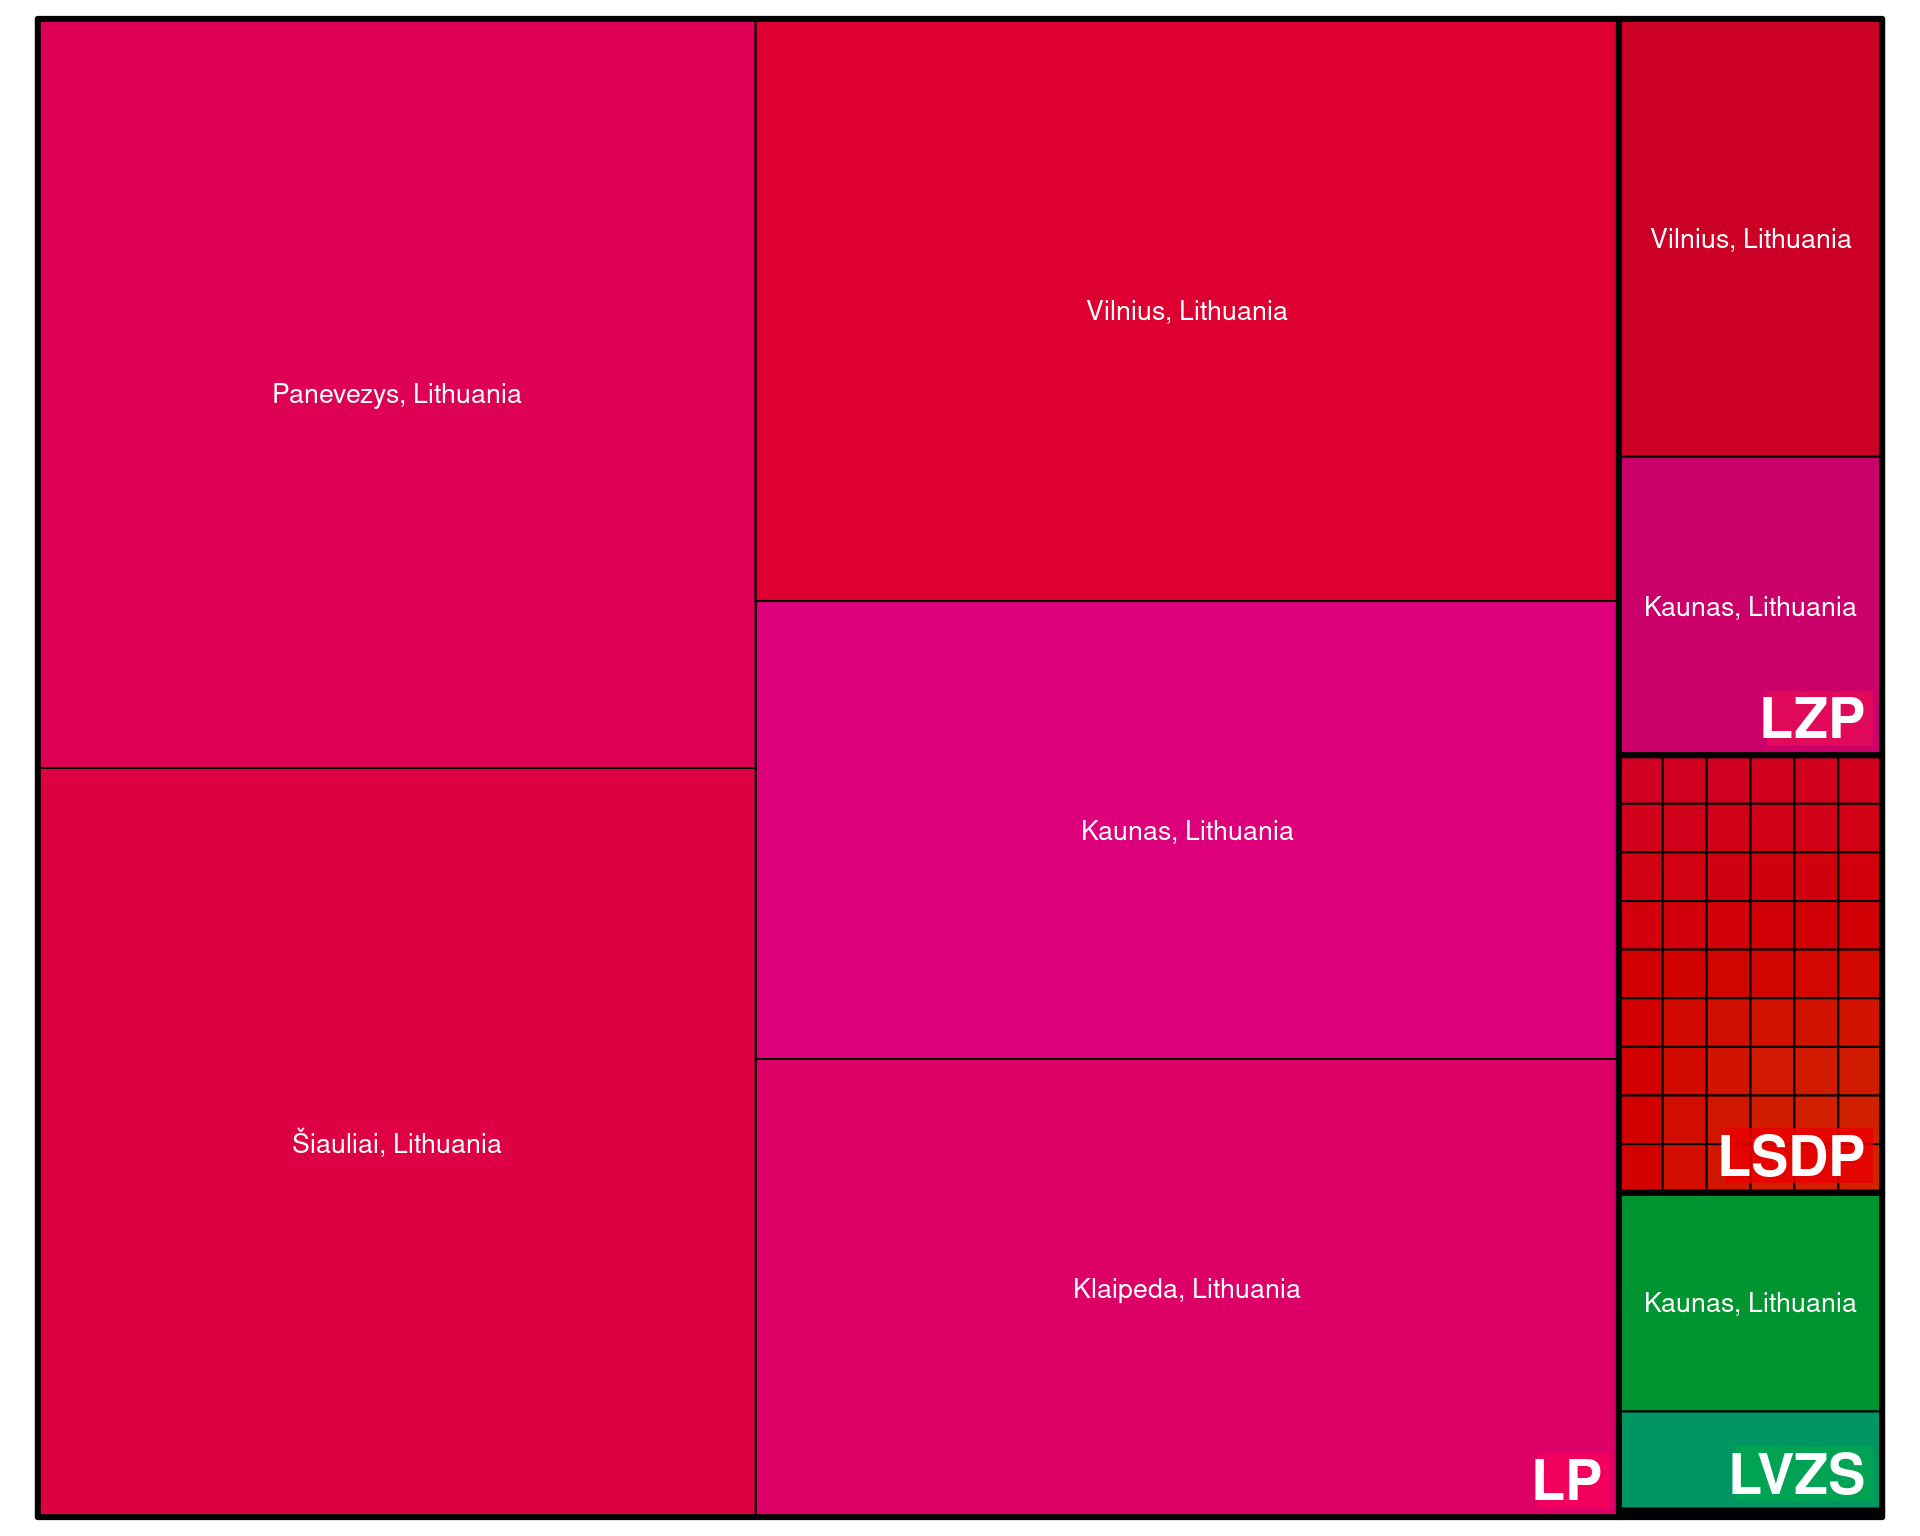 Panevezys, Lithuania
Šiauliai, Lithuania
Vilnius, Lithuania
Kaunas, Lithuania
Klaipeda, Lithuania
LP
Vilnius, Lithuania
Kaunas, Lithuania
LZP
LSDP
Kaunas, Lithuania
LVZS